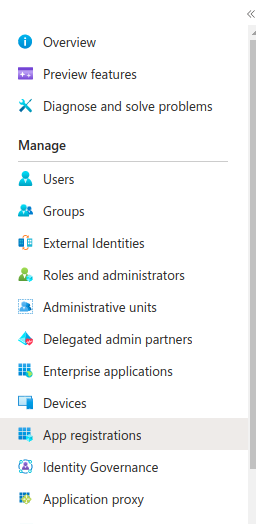 Overview
Preview features
Diagnose and solve problems
Manage
Users
Groups
External Identities
Roles and administrators
Administrative units
Delegated admin partners
Enterprise applications
Devices
App registrations
Identity Governance
Application proxy